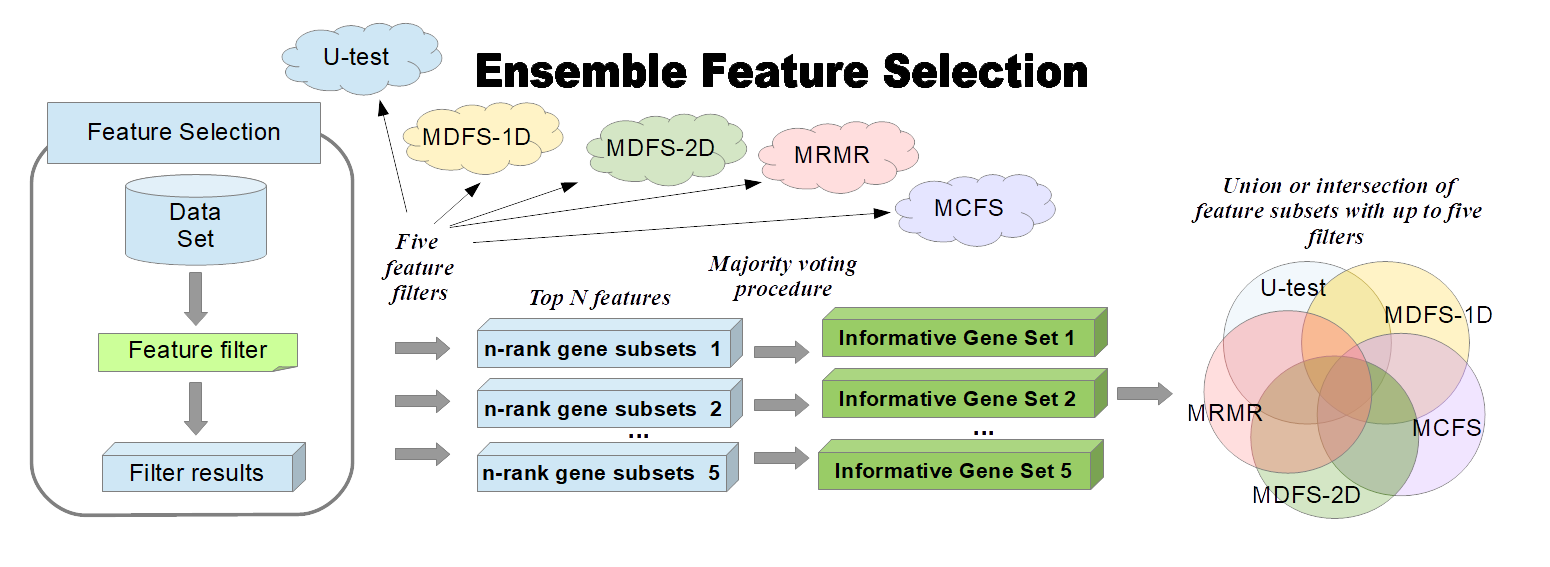 U-test
Ensemble Feature Selection
Feature Selection
MDFS-1D
MDFS-2D
MRMR
MCFS
Data
Set
Feature filter
Filter results
Five
feature
filters
Top N features
n-rank gene subsets 1
n-rank gene subsets 2
...
n-rank gene subsets 5
Majority voting
procedure
Informative Gene Set 1
Informative Gene Set 2
...
Informative Gene Set 5
Union or intersection of
feature subsets with up to five
filters
U-test
MDFS-1D
MRMR
MCFS
MDFS-2D